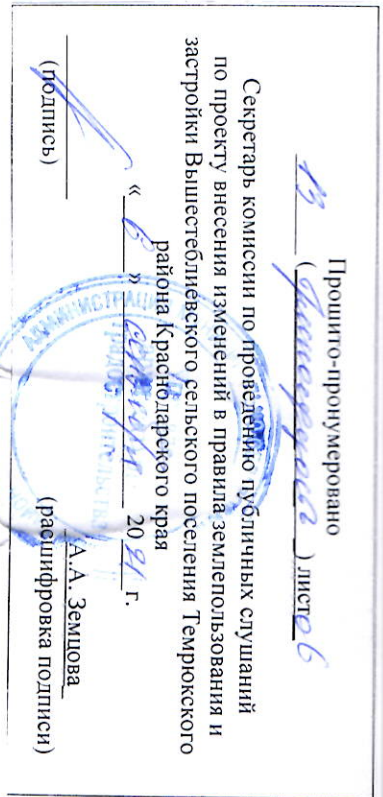 Прошито-пронумеровано
13 (тринадцать) листов
Секретарь комиссии по проведению публичных слушаний
по проекту внесения изменений в правила землепользования и
застройки Вышестеблиевского сельского поселения Темрюкского
района Краснодарского края
« 6 » 2021 г.
А.А. Земцова
(подпись)
(расшифровка подписи)